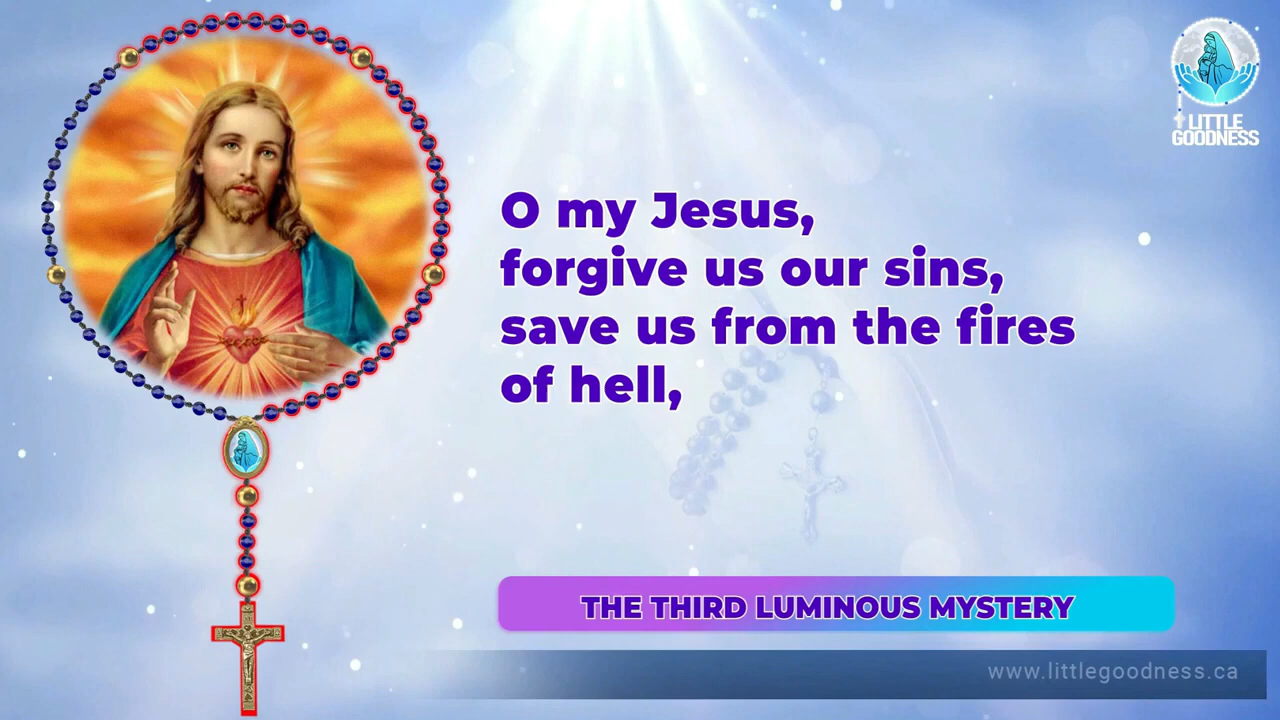 LITTLE
GOODNESS
O my Jesus,
forgive us our sins,
save us from the fires
of hell,
THE THIRD LUMINOUS MYSTERY
www.littlegoodness.ca